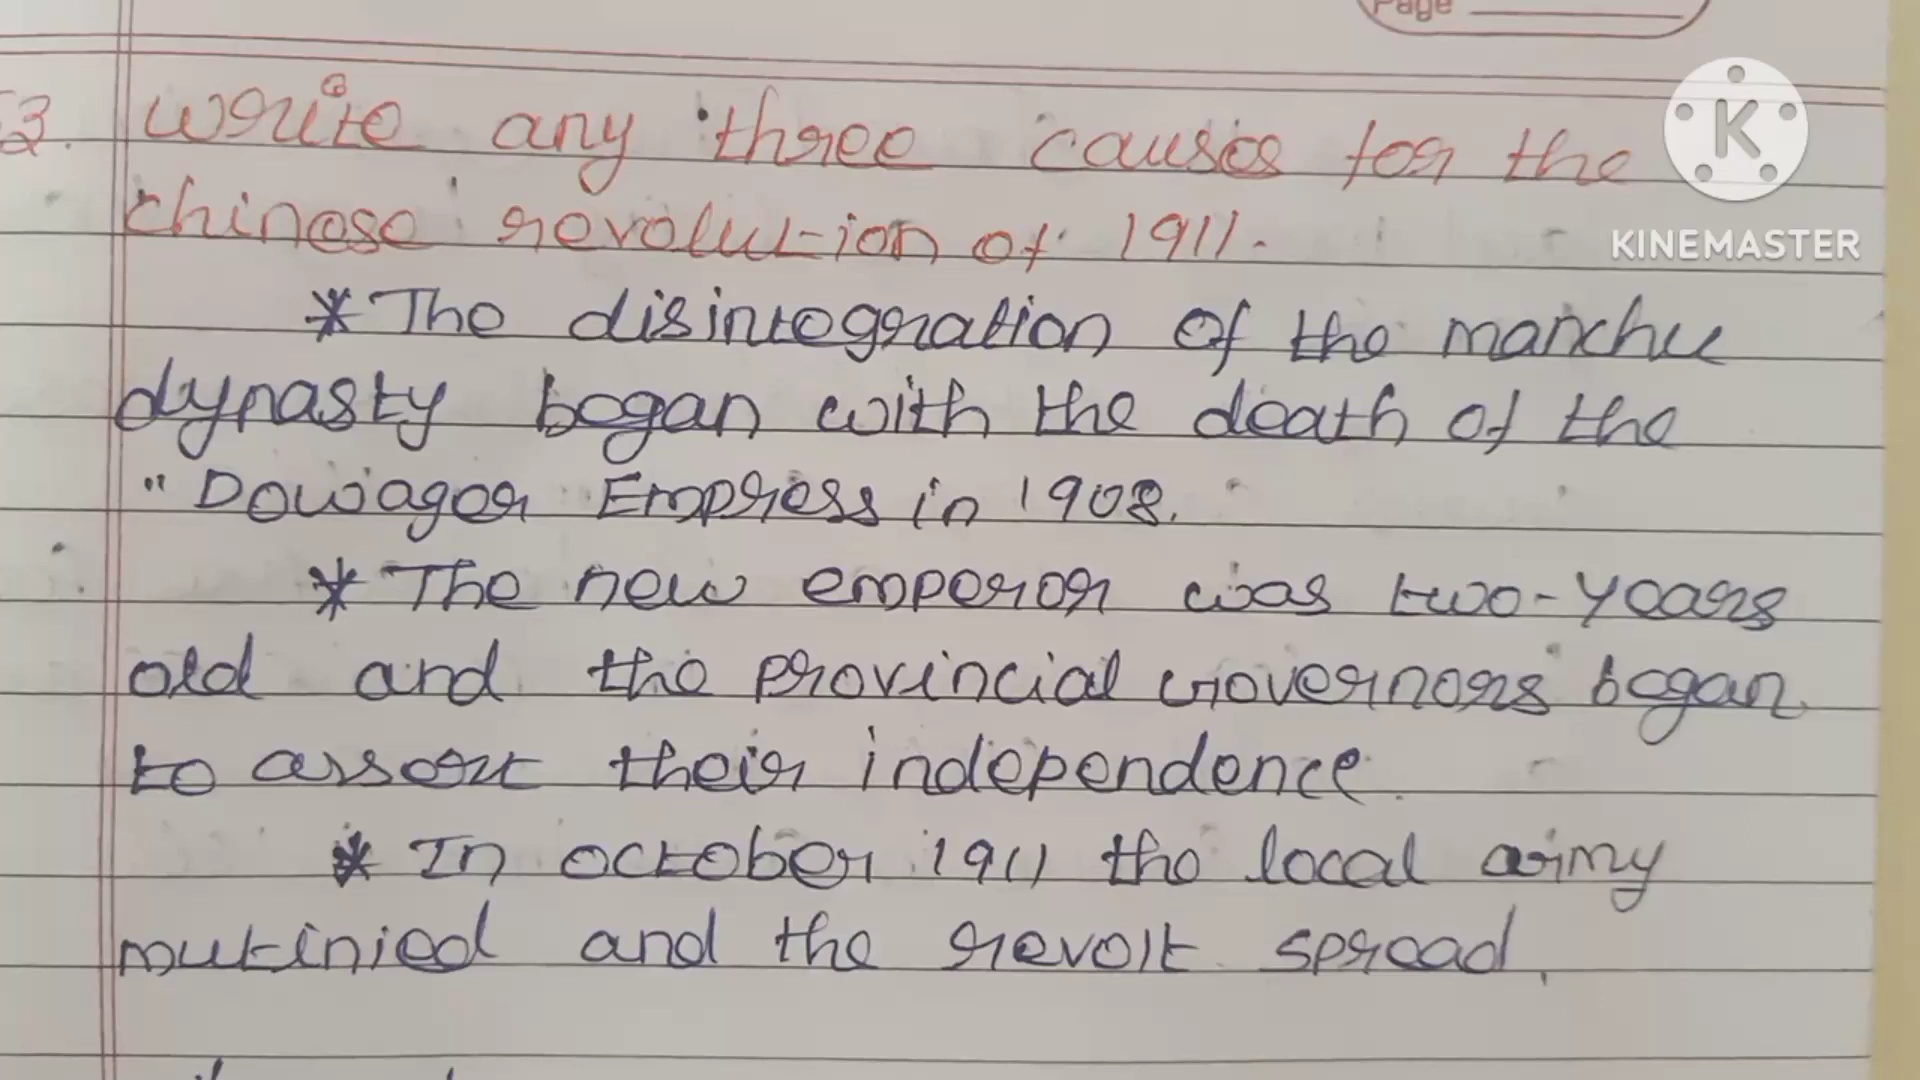 Page
3. Write any three causes for the
chinese revolution of 1911.
* The disintegration of the manchu
dynasty began with the death of the
" Dowager Empress in 1908.
* The new emperor was two-years
old and the provincial Governors began
to assert their independence.
* In october 1911 the local army
mutinied and the revolt spread.
K
KINEMASTER